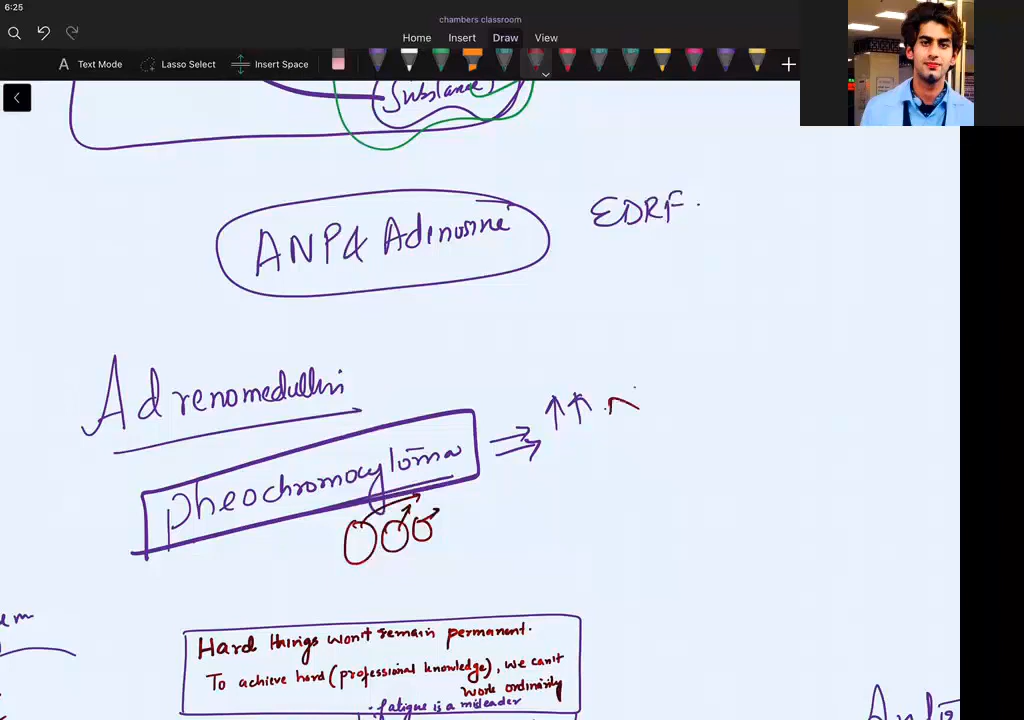 6:25
chambers classroom
Home Insert Draw View
Text Mode Lasso Select Insert Space
Substance
ANP & Adinosine
EDRF.
Adrenomedullin
pheochromocytoma ⇒ ↑↑
em
Hard things won't remain permanent.
To achieve hard (professional knowledge), we can't
work ordinarily
. fatigue is a misleader